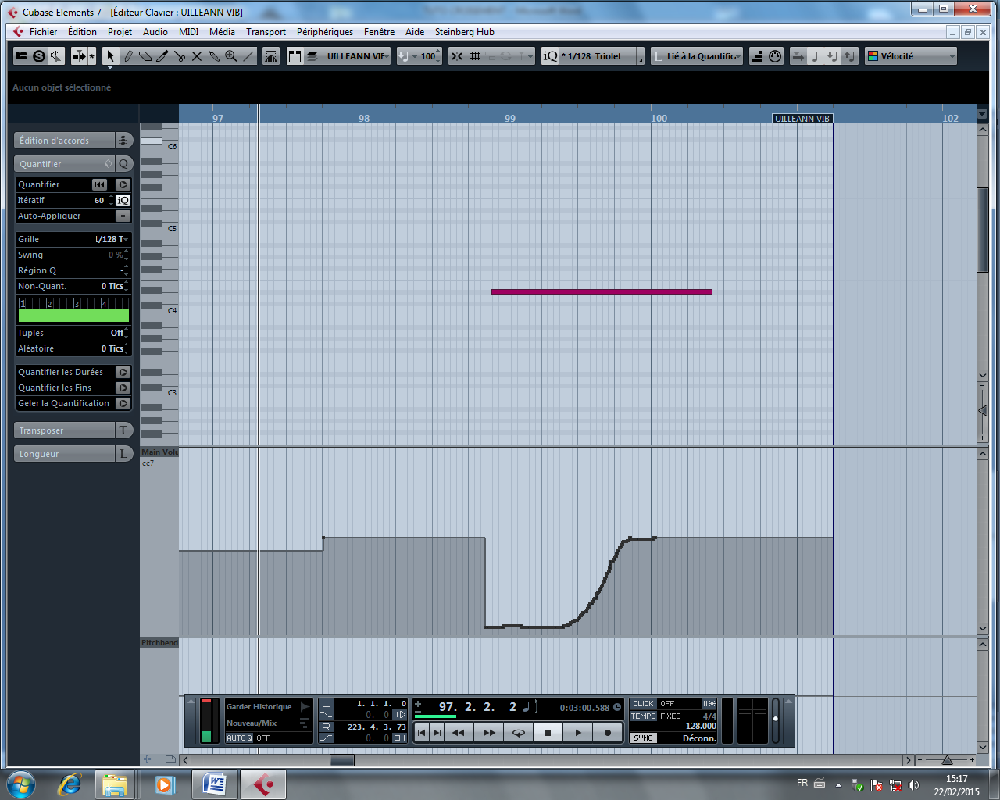 Cubase Elements 7 - [Éditeur Clavier : UILLEANN VIB]
Fichier Édition Projet Audio MIDI Média Transport Périphériques Fenêtre Aide Steinberg Hub
UILLEANN VIB 100 iQ * 1/128 Triolet L Lié à la Quantific Vélocité
Aucun objet sélectionné
97 98 99 100 UILLEANN VIB 102
Édition d'accords
Quantifier Q
Quantifier
Itératif 60 iQ
Auto-Appliquer
Grille 1/128 T
Swing 0 %
Région Q -
Non-Quant. 0 Tics
1 2 3 4
Tuples Off
Aléatoire 0 Tics
Quantifier les Durées
Quantifier les Fins
Geler la Quantification
Transposer T
Longueur L
C6
C5
C4
C3
Main Volu
cc7
Pitchbend
Garder Historique
Nouveau/Mix
AUTO Q OFF
L 1. 1. 1. 0
0. 0
R 223. 4. 3. 73
0. 0
97. 2. 2. 2 0:03:00.588
CLICK OFF
TEMPO FIXED 4/4
128.000
SYNC Déconn.
FR 15:17
22/02/2015